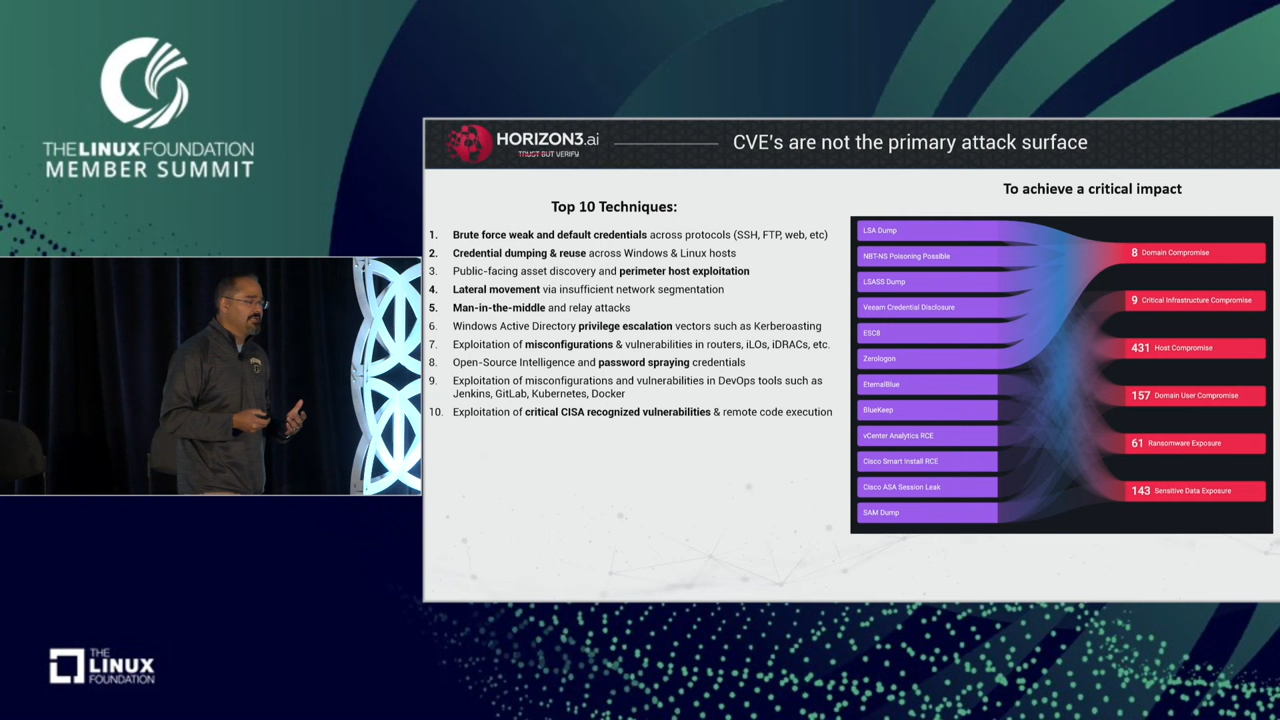 THE LINUX FOUNDATION
MEMBER SUMMIT
HORIZON3.ai
TRUST BUT VERIFY
CVE's are not the primary attack surface
Top 10 Techniques:
1. Brute force weak and default credentials across protocols (SSH, FTP, web, etc)
2. Credential dumping & reuse across Windows & Linux hosts
3. Public-facing asset discovery and perimeter host exploitation
4. Lateral movement via insufficient network segmentation
5. Man-in-the-middle and relay attacks
6. Windows Active Directory privilege escalation vectors such as Kerberoasting
7. Exploitation of misconfigurations & vulnerabilities in routers, iLOs, iDRACs, etc.
8. Open-Source Intelligence and password spraying credentials
9. Exploitation of misconfigurations and vulnerabilities in DevOps tools such as
Jenkins, GitLab, Kubernetes, Docker
10. Exploitation of critical CISA recognized vulnerabilities & remote code execution
To achieve a critical impact
LSA Dump
NBT-NS Poisoning Possible
LSASS Dump
Veeam Credential Disclosure
ESC8
Zerologon
EternalBlue
BlueKeep
vCenter Analytics RCE
Cisco Smart Install RCE
Cisco ASA Session Leak
SAM Dump
8 Domain Compromise
9 Critical Infrastructure Compromise
431 Host Compromise
157 Domain User Compromise
61 Ransomware Exposure
143 Sensitive Data Exposure
THE
LINUX
FOUNDATION